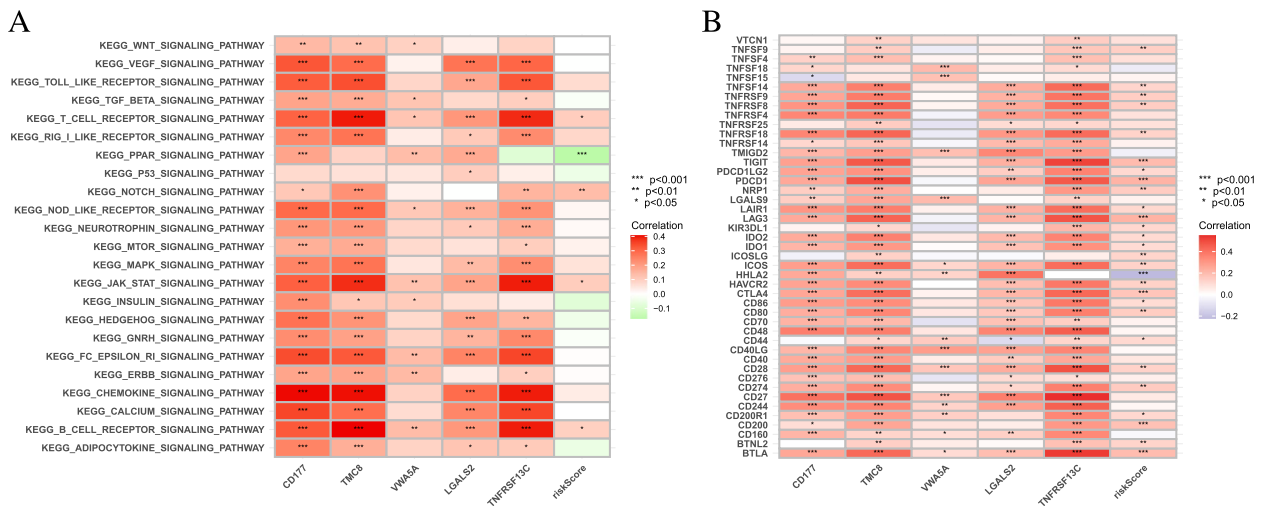 A
KEGG_WNT_SIGNALING_PATHWAY ** ** *
KEGG_VEGF_SIGNALING_PATHWAY *** *** *** ***
KEGG_TOLL_LIKE_RECEPTOR_SIGNALING_PATHWAY *** *** *** ***
KEGG_TGF_BETA_SIGNALING_PATHWAY *** *** * *
KEGG_T_CELL_RECEPTOR_SIGNALING_PATHWAY *** *** * *** *** *
KEGG_RIG_I_LIKE_RECEPTOR_SIGNALING_PATHWAY *** *** * ***
KEGG_PPAR_SIGNALING_PATHWAY *** ** *** ***
KEGG_P53_SIGNALING_PATHWAY *
KEGG_NOTCH_SIGNALING_PATHWAY * *** ** **
KEGG_NOD_LIKE_RECEPTOR_SIGNALING_PATHWAY *** *** * *** ***
KEGG_NEUROTROPHIN_SIGNALING_PATHWAY *** *** * ***
KEGG_MTOR_SIGNALING_PATHWAY *** *** *
KEGG_MAPK_SIGNALING_PATHWAY *** *** ** ***
KEGG_JAK_STAT_SIGNALING_PATHWAY *** *** ** *** *** *
KEGG_INSULIN_SIGNALING_PATHWAY *** * *
KEGG_HEDGEHOG_SIGNALING_PATHWAY *** *** *** **
KEGG_GNRH_SIGNALING_PATHWAY *** *** ** ***
KEGG_FC_EPSILON_RI_SIGNALING_PATHWAY *** *** ** *** ***
KEGG_ERBB_SIGNALING_PATHWAY *** *** ** *
KEGG_CHEMOKINE_SIGNALING_PATHWAY *** *** *** ***
KEGG_CALCIUM_SIGNALING_PATHWAY *** *** *** ***
KEGG_B_CELL_RECEPTOR_SIGNALING_PATHWAY *** *** ** *** *** *
KEGG_ADIPOCYTOKINE_SIGNALING_PATHWAY *** *** * *
CD177 TMC8 VWA5A LGALS2 TNFRSF13C riskScore
*** p<0.001
** p<0.01
* p<0.05
Correlation
0.4
0.3
0.2
0.1
0.0
−0.1
B
VTCN1 ** **
TNFSF9 ** *** **
TNFSF4 ** *** ***
TNFSF18 * *** *
TNFSF15 * ***
TNFSF14 *** *** *** *** **
TNFRSF9 *** *** *** *** **
TNFRSF8 *** *** *** *** **
TNFRSF4 *** *** *** ***
TNFRSF25 ** * *
TNFRSF18 *** *** *** *** **
TNFRSF14 * *** *** ***
TMIGD2 *** *** *** *** ***
TIGIT *** *** *** *** ***
PDCD1LG2 *** *** ** *** *
PDCD1 *** *** *** *** ***
NRP1 ** *** *** **
LGALS9 ** *** *** **
LAIR1 *** *** *** *** *
LAG3 *** *** *** *** ***
KIR3DL1 * *** *
IDO2 *** *** *** *** *
IDO1 *** *** *** *** *
ICOSLG ** **
ICOS *** *** * *** *** **
HHLA2 *** ** ** *** ***
HAVCR2 *** *** *** *** **
CTLA4 *** *** *** *** ***
CD86 *** *** *** *** *
CD80 *** *** *** *** **
CD70 *** *** *** **
CD48 *** *** *** ***
CD44 * ** * ** *
CD40LG *** *** *** *** ***
CD40 *** *** ** ***
CD28 *** *** *** *** *** **
CD276 *** *** * *
CD274 *** *** * *** **
CD27 *** *** *** *** ***
CD244 *** *** ** *** ***
CD200R1 *** *** ** *** *
CD200 * *** *** ***
CD160 *** ** * ** ***
BTNL2 ** *** **
BTLA *** *** * *** *** ***
CD177 TMC8 VWA5A LGALS2 TNFRSF13C riskScore
*** p<0.001
** p<0.01
* p<0.05
Correlation
0.4
0.2
0.0
−0.2